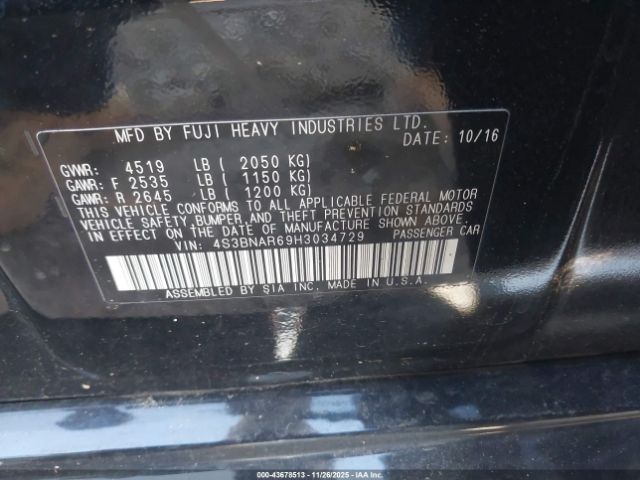 MFD BY FUJI HEAVY INDUSTRIES LTD.
DATE: 10/16
GVWR: 4519 LB ( 2050 KG)
GAWR: F 2535 LB ( 1150 KG)
GAWR: R 2645 LB ( 1200 KG)
THIS VEHICLE CONFORMS TO ALL APPLICABLE FEDERAL MOTOR
VEHICLE SAFETY, BUMPER, AND THEFT PREVENTION STANDARDS
IN EFFECT ON THE DATE OF MANUFACTURE SHOWN ABOVE.
VIN: 4S3BNAR69H3034729 PASSENGER CAR
ASSEMBLED BY SIA INC. MADE IN U.S.A.
00-43678513 — 11/26/2025 — IAA Inc.